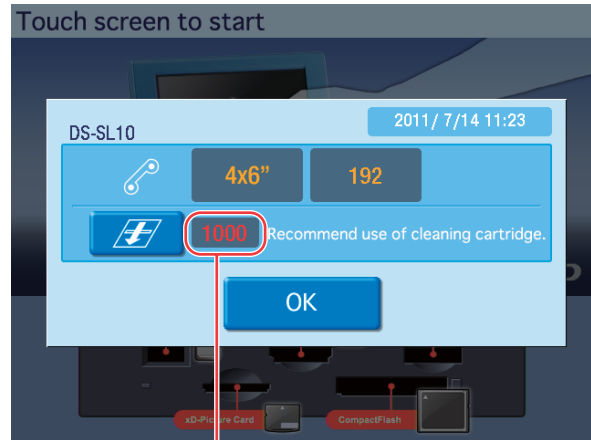 Touch screen to start
DS-SL10
2011/ 7/14 11:23
4x6”
192
1000
Recommend use of cleaning cartridge.
OK
xD-Picture Card
CompactFlash